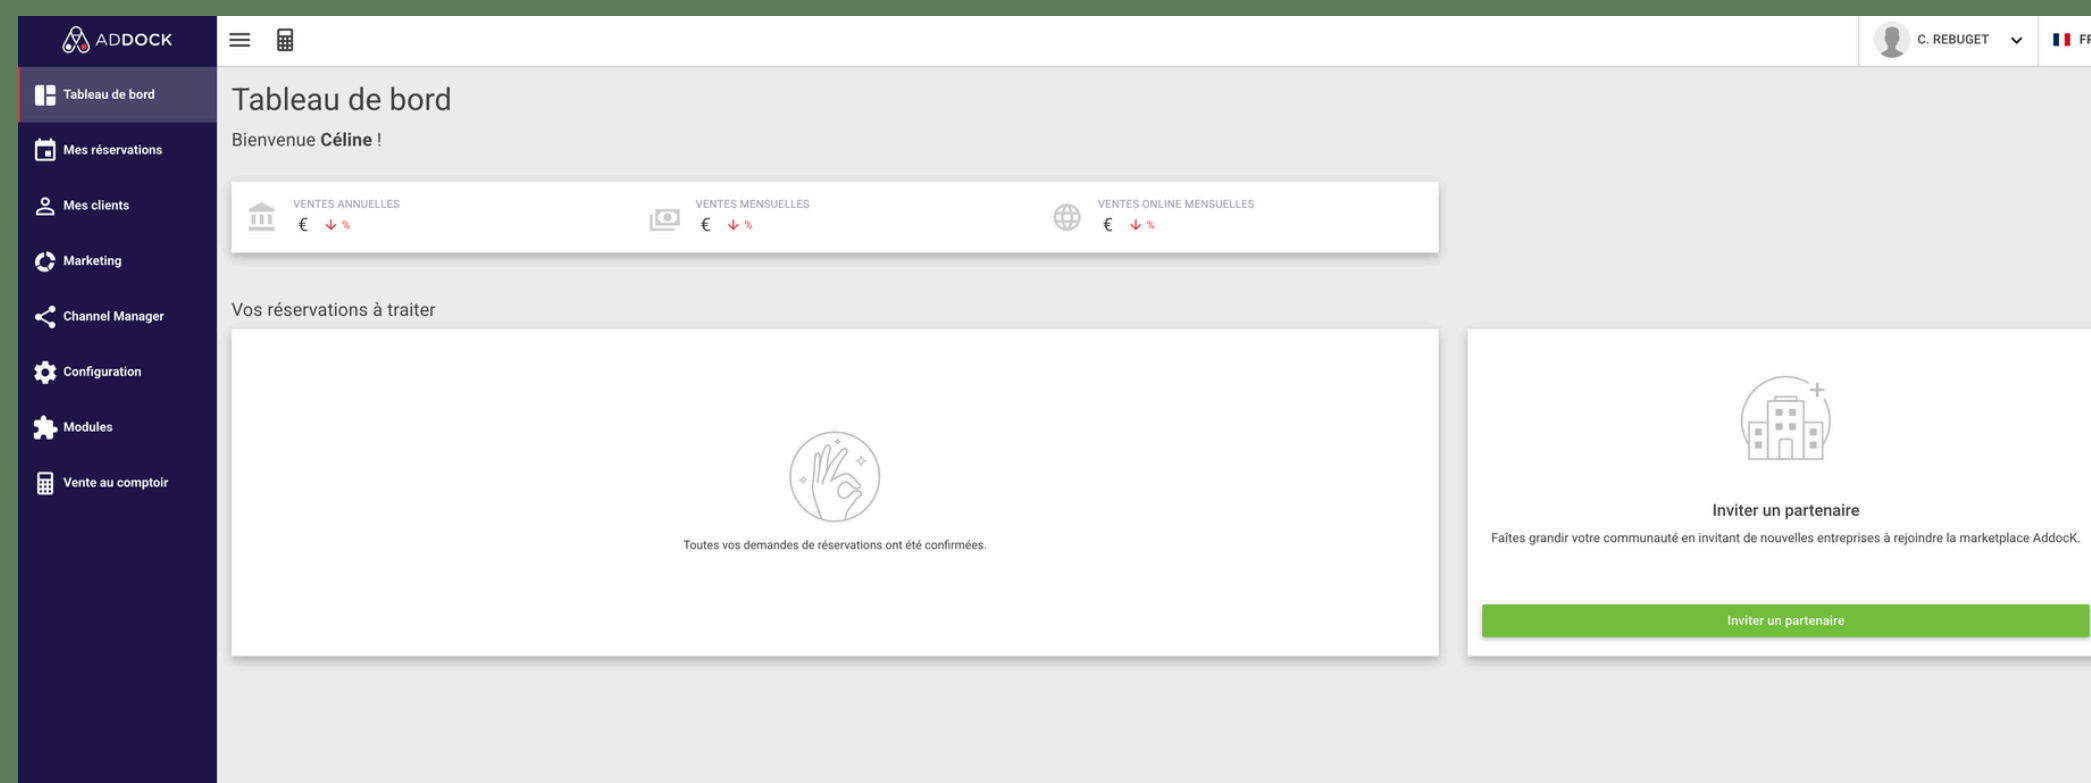 ADDOCK
C. REBUGET
FR
Tableau de bord
Mes réservations
Mes clients
Marketing
Channel Manager
Configuration
Modules
Vente au comptoir
Tableau de bord
Bienvenue Céline !
VENTES ANNUELLES
€ %
VENTES MENSUELLES
€ %
VENTES ONLINE MENSUELLES
€ %
Vos réservations à traiter
Toutes vos demandes de réservations ont été confirmées.
Inviter un partenaire
Faîtes grandir votre communauté en invitant de nouvelles entreprises à rejoindre la marketplace AddocK.
Inviter un partenaire